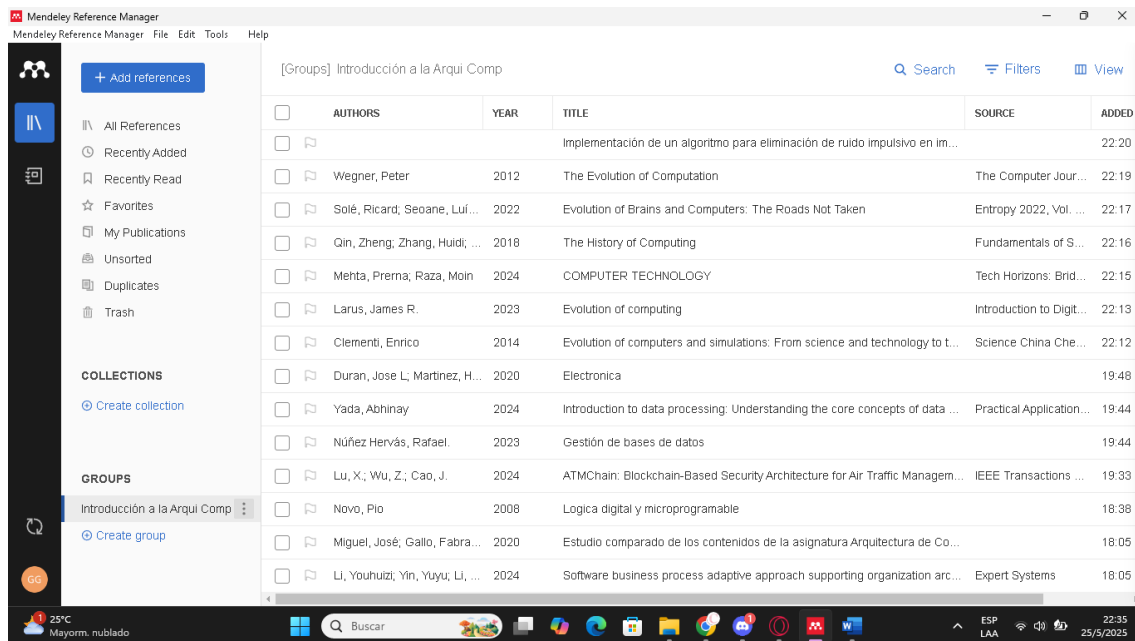 Mendeley Reference Manager
Mendeley Reference Manager File Edit Tools Help
+ Add references
[Groups] Introducción a la Arqui Comp
Search Filters View
All References
Recently Added
Recently Read
Favorites
My Publications
Unsorted
Duplicates
Trash
COLLECTIONS
Create collection
GROUPS
Introducción a la Arqui Comp
Create group
GG
AUTHORS YEAR TITLE SOURCE ADDED
Implementación de un algoritmo para eliminación de ruido impulsivo en im... 22:20
Wegner, Peter 2012 The Evolution of Computation The Computer Jour... 22:19
Solé, Ricard; Seoane, Luí... 2022 Evolution of Brains and Computers: The Roads Not Taken Entropy 2022, Vol. ... 22:17
Qin, Zheng; Zhang, Huidi; ... 2018 The History of Computing Fundamentals of S... 22:16
Mehta, Prerna; Raza, Moin 2024 COMPUTER TECHNOLOGY Tech Horizons: Brid... 22:15
Larus, James R. 2023 Evolution of computing Introduction to Digit... 22:13
Clementi, Enrico 2014 Evolution of computers and simulations: From science and technology to t... Science China Che... 22:12
Duran, Jose L; Martinez, H... 2020 Electronica 19:48
Yada, Abhinay 2024 Introduction to data processing: Understanding the core concepts of data ... Practical Application... 19:44
Núñez Hervás, Rafael. 2023 Gestión de bases de datos 19:44
Lu, X.; Wu, Z.; Cao, J. 2024 ATMChain: Blockchain-Based Security Architecture for Air Traffic Managem... IEEE Transactions ... 19:33
Novo, Pio 2008 Logica digital y microprogramable 18:38
Miguel, José; Gallo, Fabra... 2020 Estudio comparado de los contenidos de la asignatura Arquitectura de Co... 18:05
Li, Youhuizi; Yin, Yuyu; Li, ... 2024 Software business process adaptive approach supporting organization arc... Expert Systems 18:05
1
25°C
Mayorm. nublado
Buscar
1
ESP
LAA
22:35
25/5/2025